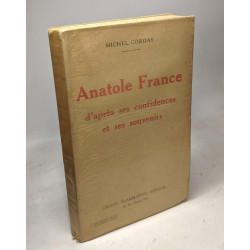 MICHEL CORDAY
Anatole France
d'après ses confidences
et ses souvenirs